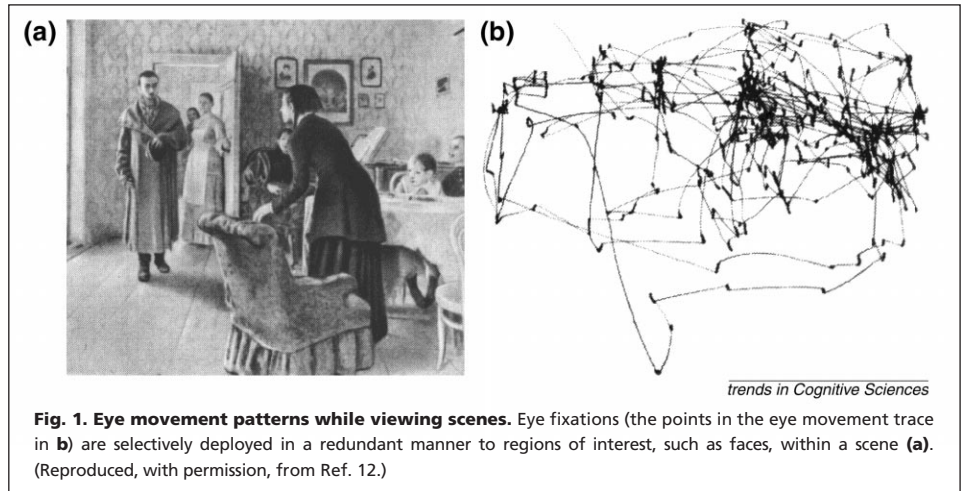 (a)
(b)
trends in Cognitive Sciences
Fig. 1. Eye movement patterns while viewing scenes. Eye fixations (the points in the eye movement trace
in b) are selectively deployed in a redundant manner to regions of interest, such as faces, within a scene (a).
(Reproduced, with permission, from Ref. 12.)